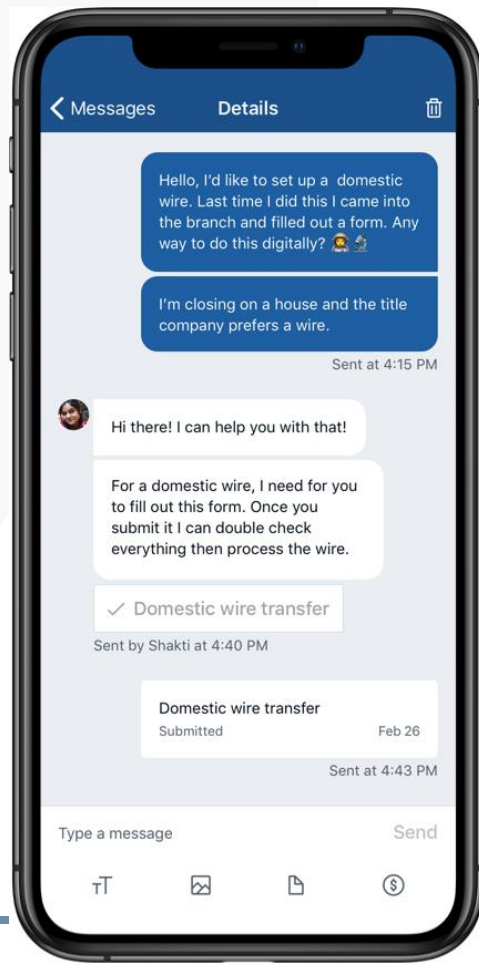 Messages
Details
Hello, I'd like to set up a domestic
wire. Last time I did this I came into
the branch and filled out a form. Any
way to do this digitally? 👩‍🚀🔬
I'm closing on a house and the title
company prefers a wire.
Sent at 4:15 PM
Hi there! I can help you with that!
For a domestic wire, I need for you
to fill out this form. Once you
submit it I can double check
everything then process the wire.
✓ Domestic wire transfer
Sent by Shakti at 4:40 PM
Domestic wire transfer
Submitted Feb 26
Sent at 4:43 PM
Type a message Send
TT
$